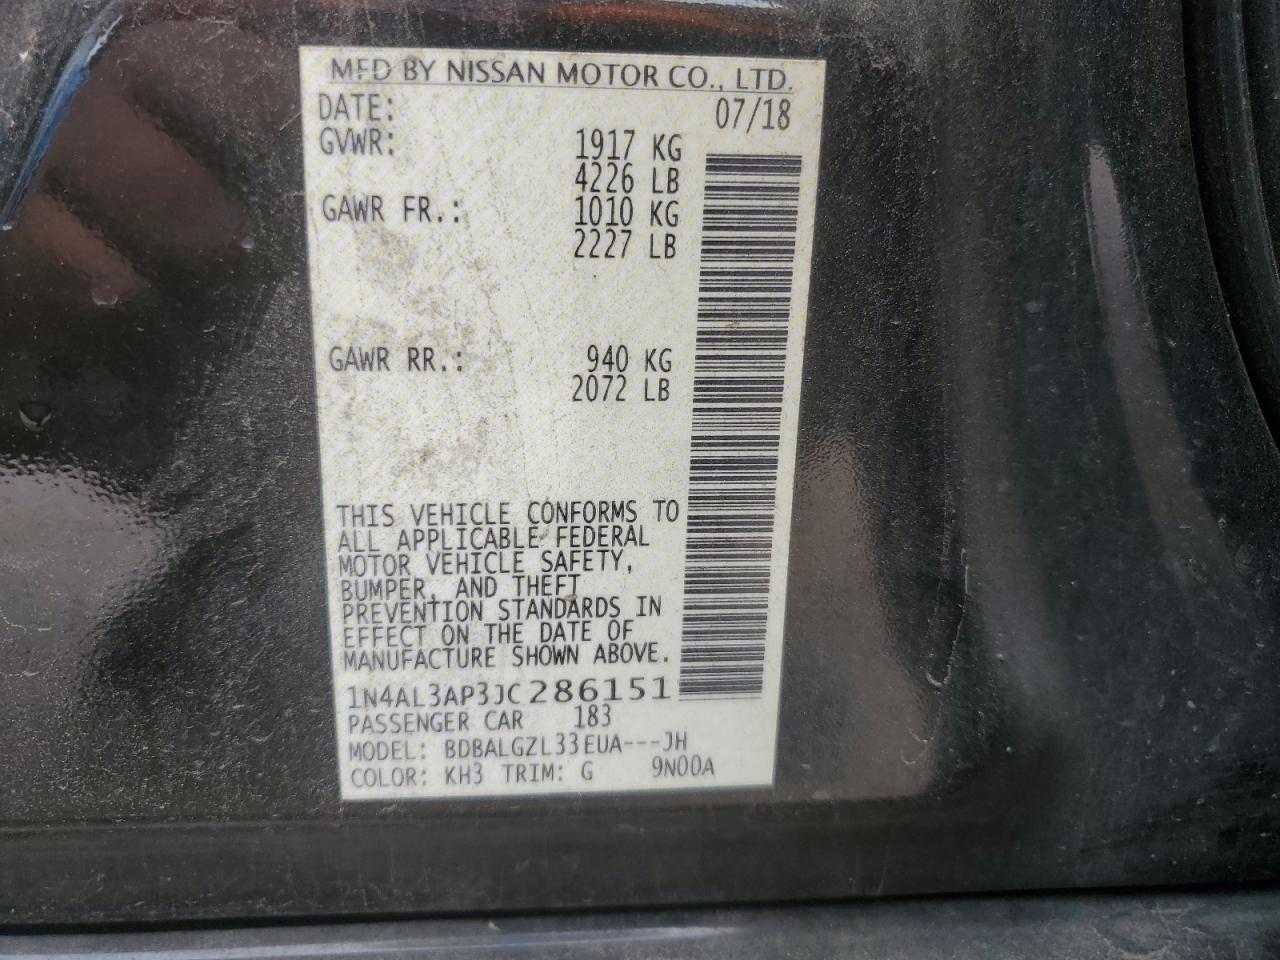 MFD BY NISSAN MOTOR CO., LTD.
DATE: 07/18
GVWR: 1917 KG
4226 LB
GAWR FR.: 1010 KG
2227 LB
GAWR RR.: 940 KG
2072 LB
THIS VEHICLE CONFORMS TO
ALL APPLICABLE FEDERAL
MOTOR VEHICLE SAFETY,
BUMPER, AND THEFT
PREVENTION STANDARDS IN
EFFECT ON THE DATE OF
MANUFACTURE SHOWN ABOVE.
1N4AL3AP3JC286151
PASSENGER CAR 183
MODEL: BDBALGZL33EUA---JH
COLOR: KH3 TRIM: G 9N00A